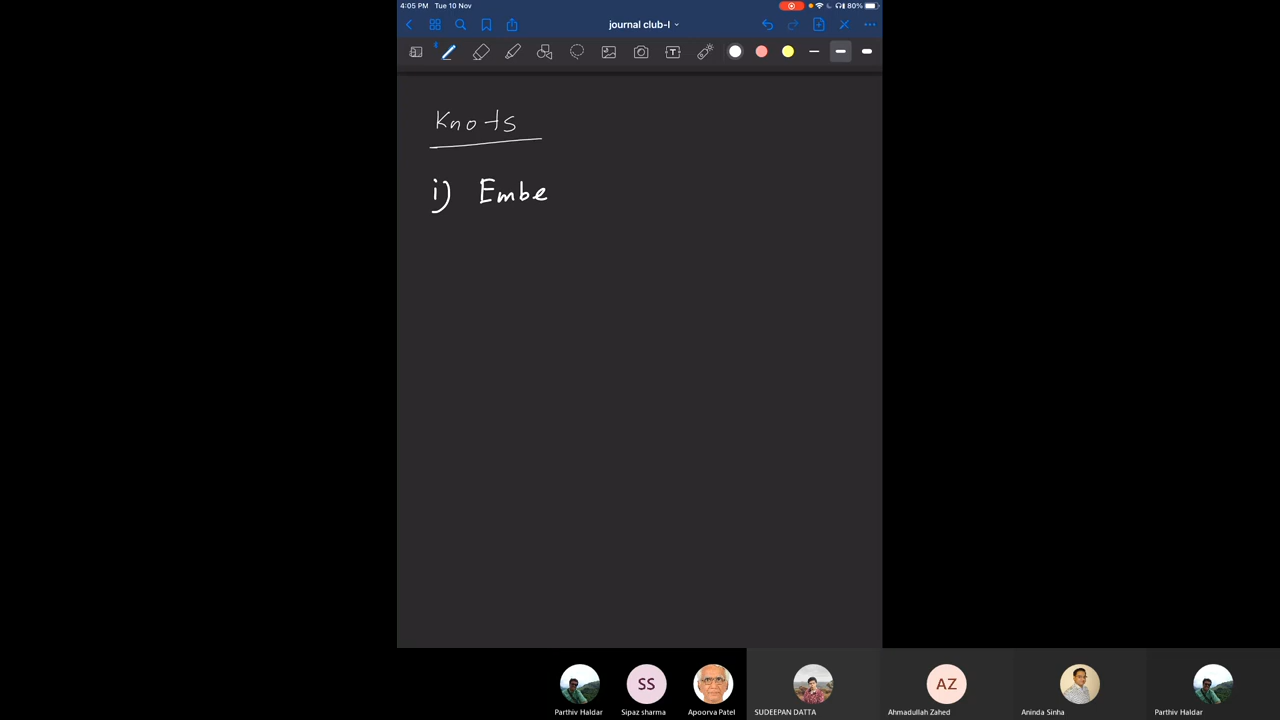 4:05 PM Tue 10 Nov
80%
journal club-I
Knots
i) Embe
SS
AZ
Parthiv Haldar
Sipaz sharma
Apoorva Patel
SUDEEPAN DATTA
Ahmadullah Zahed
Aninda Sinha
Parthiv Haldar